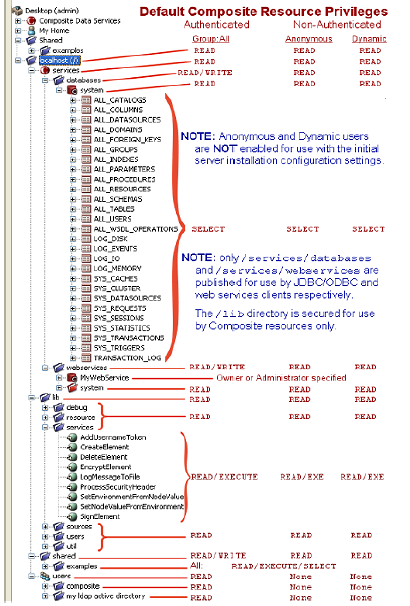 Default Composite Resource Privileges
Authenticated Non-Authenticated
Group:All Anonymous Dynamic
Desktop (admin)
Composite Data Services
My Home
Shared
examples READ READ READ
localhost (/) READ READ READ
services READ/WRITE READ READ
databases READ READ READ
system
ALL_CATALOGS
ALL_COLUMNS
ALL_DATASOURCES
ALL_DOMAINS
ALL_FOREIGN_KEYS
ALL_GROUPS
ALL_INDEXES
ALL_PARAMETERS
ALL_PROCEDURES
ALL_RESOURCES
ALL_SCHEMAS
ALL_TABLES
ALL_USERS
ALL_WSDL_OPERATIONS SELECT SELECT SELECT
LOG_DISK
LOG_EVENTS
LOG_IO
LOG_MEMORY
SYS_CACHES
SYS_CLUSTER
SYS_DATASOURCES
SYS_REQUESTS
SYS_SESSIONS
SYS_STATISTICS
SYS_TRANSACTIONS
SYS_TRIGGERS
TRANSACTION_LOG
NOTE: Anonymous and Dynamic users
are NOT enabled for use with the initial
server installation configuration settings.
NOTE: only /services/databases
and /services/webservices are
published for use by JDBC/ODBC and
web services clients respectively.
The /lib directory is secured for use
by Composite resources only.
webservices READ/WRITE READ READ
MyWebService Owner or Administrator specified
system READ READ READ
lib READ READ READ
debug
resource READ READ READ
services
AddUsernameToken
CreateElement
DeleteElement
EncryptElement
LogMessageToFile READ/EXECUTE READ/EXE READ/EXE
ProcessSecurityHeader
SetEnvironmentFromNodeValue
SetNodeValueFromEnvironment
SignElement
sources
users READ READ READ
util
shared READ/WRITE READ READ
examples All: READ/EXECUTE/SELECT
users READ None None
composite READ None None
my ldap active directory READ None None